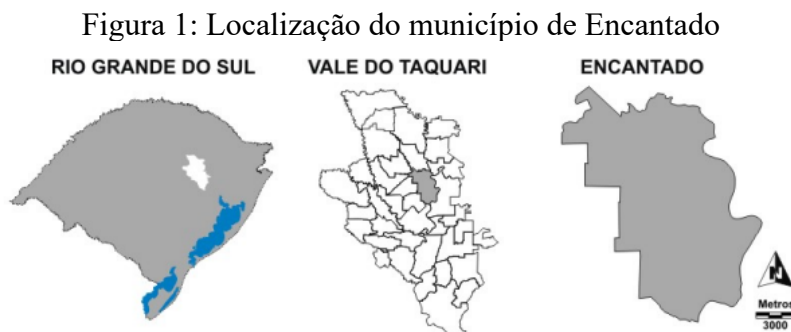 Figura 1: Localização do município de Encantado
RIO GRANDE DO SUL VALE DO TAQUARI ENCANTADO
N
Metros
3000